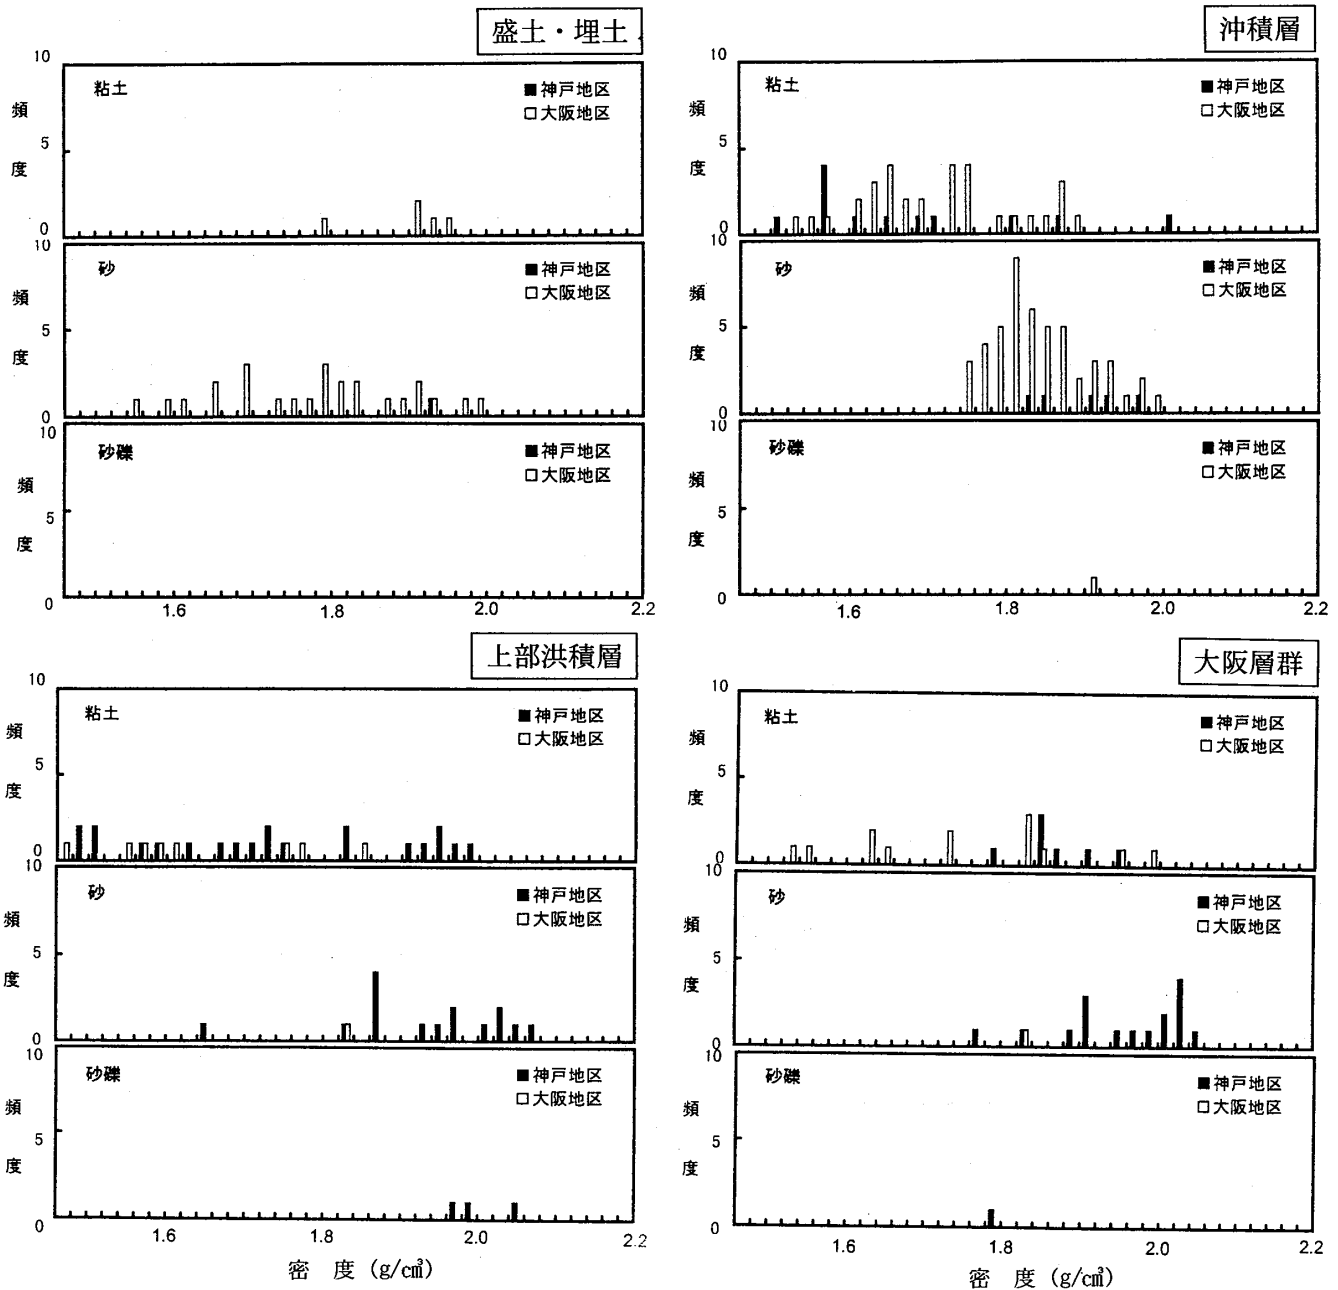 盛土・埋土
10
粘土
■神戸地区
□大阪地区
頻
5
度
0
10
砂
■神戸地区
□大阪地区
頻
5
度
0
10
砂礫
■神戸地区
□大阪地区
頻
5
度
0
1.6 1.8 2.0 2.2
沖積層
10
粘土
■神戸地区
□大阪地区
頻
5
度
0
10
砂
■神戸地区
□大阪地区
頻
5
度
0
10
砂礫
■神戸地区
□大阪地区
頻
5
度
0
1.6 1.8 2.0 2.2
上部洪積層
10
粘土
■神戸地区
□大阪地区
頻
5
度
0
10
砂
■神戸地区
□大阪地区
頻
5
度
0
10
砂礫
■神戸地区
□大阪地区
頻
5
度
0
1.6 1.8 2.0 2.2
密 度 (g/cm³)
大阪層群
10
粘土
■神戸地区
□大阪地区
頻
5
度
0
10
砂
■神戸地区
□大阪地区
頻
5
度
0
10
砂礫
■神戸地区
□大阪地区
頻
5
度
0
1.6 1.8 2.0 2.2
密 度 (g/cm³)